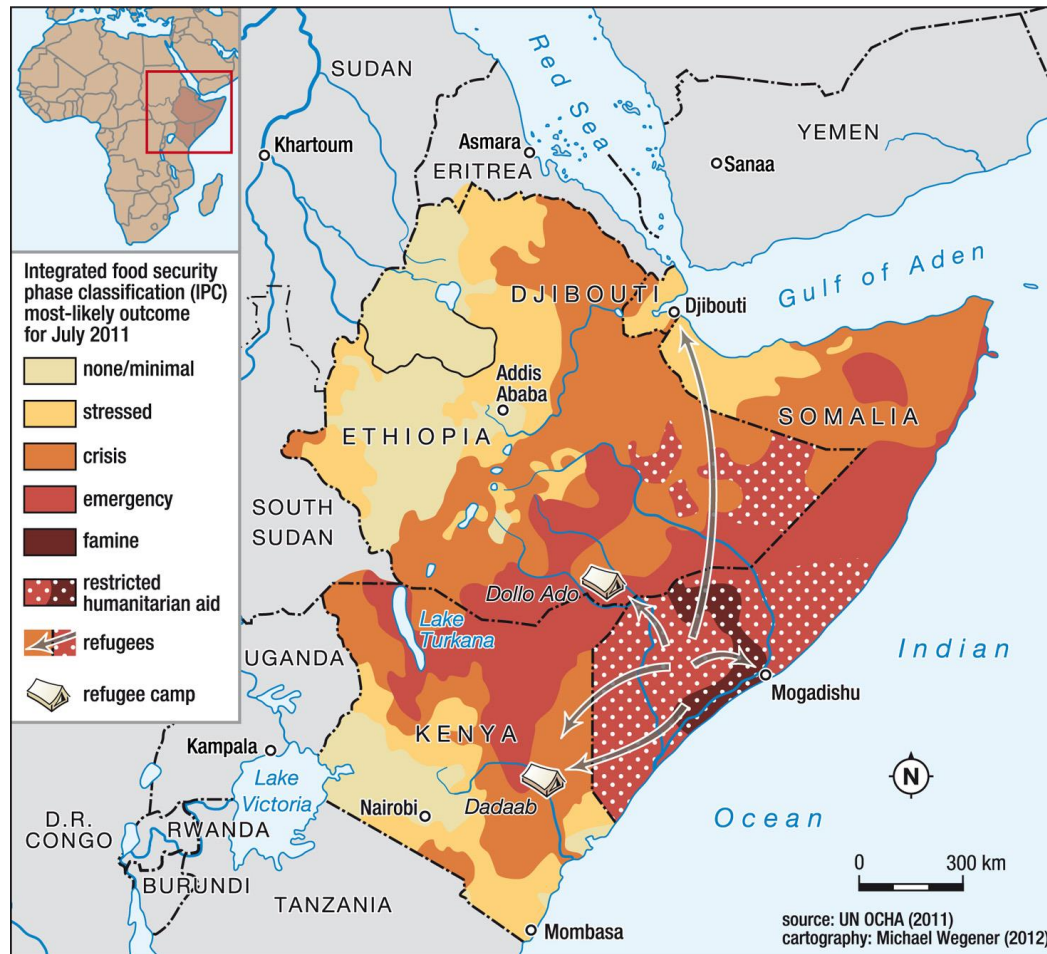 SUDAN
Red Sea
YEMEN
Khartoum
Asmara
ERITREA
Sanaa
Integrated food security
phase classification (IPC)
most-likely outcome
for July 2011
none/minimal
stressed
crisis
emergency
famine
restricted
humanitarian aid
refugees
refugee camp
DJIBOUTI
Djibouti
Gulf of Aden
Addis
Ababa
ETHIOPIA
SOMALIA
SOUTH
SUDAN
Dollo Ado
Lake
Turkana
UGANDA
Indian
Mogadishu
KENYA
Kampala
Lake
Victoria
Nairobi
Dadaab
N
Ocean
D.R.
CONGO
RWANDA
BURUNDI
TANZANIA
Mombasa
0 300 km
source: UN OCHA (2011)
cartography: Michael Wegener (2012)